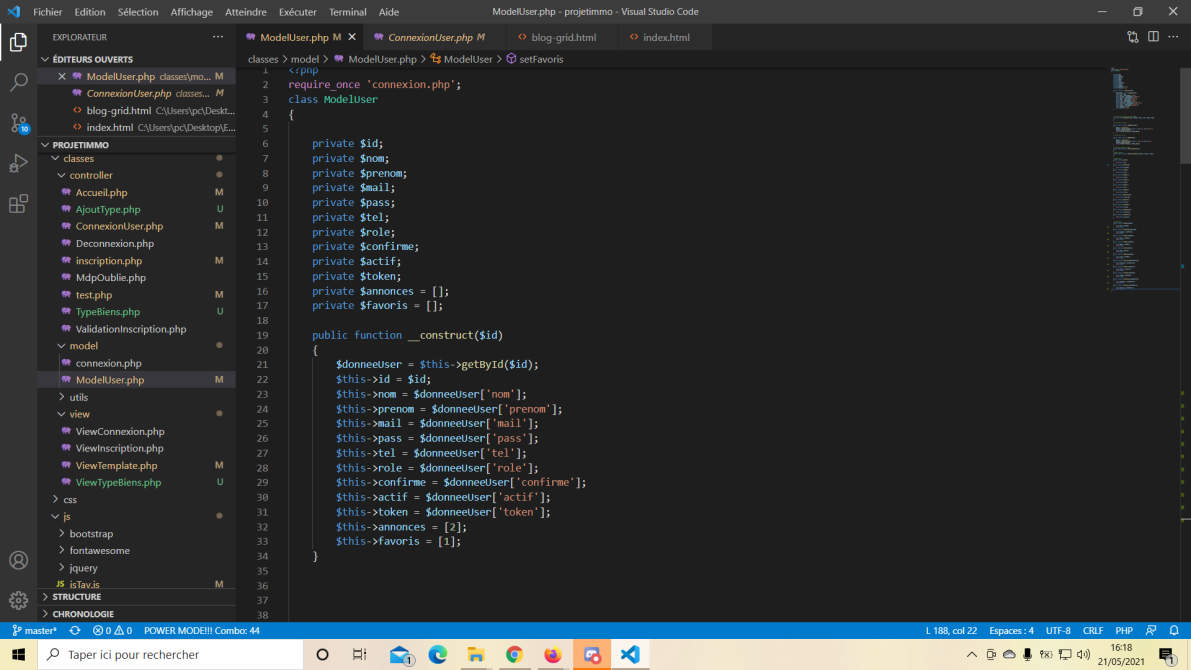 Fichier Edition Sélection Affichage Atteindre Exécuter Terminal Aide
ModelUser.php - projetimmo - Visual Studio Code
EXPLORATEUR
ModelUser.php M
ConnexionUser.php M
<> blog-grid.html
<> index.html
classes > model > ModelUser.php > ModelUser > setFavoris
ÉDITEURS OUVERTS
ModelUser.php classes\mo... M
ConnexionUser.php classes... M
<> blog-grid.html C:\Users\pc\Deskt...
<> index.html C:\Users\pc\Desktop\E...
PROJETIMMO
classes
controller
Accueil.php M
AjoutType.php U
ConnexionUser.php M
Deconnexion.php
inscription.php M
MdpOublie.php
test.php M
TypeBiens.php U
ValidationInscription.php
model
connexion.php
ModelUser.php M
utils
view
ViewConnexion.php
ViewInscription.php
ViewTemplate.php M
ViewTypeBiens.php U
css
js
bootstrap
fontawesome
jquery
JS jsTav.js M
STRUCTURE
CHRONOLOGIE
10
1 <?php
2 require_once 'connexion.php';
3 class ModelUser
4 {
5
6 private $id;
7 private $nom;
8 private $prenom;
9 private $mail;
10 private $pass;
11 private $tel;
12 private $role;
13 private $confirme;
14 private $actif;
15 private $token;
16 private $annonces = [];
17 private $favoris = [];
18
19 public function __construct($id)
20 {
21 $donneeUser = $this->getById($id);
22 $this->id = $id;
23 $this->nom = $donneeUser['nom'];
24 $this->prenom = $donneeUser['prenom'];
25 $this->mail = $donneeUser['mail'];
26 $this->pass = $donneeUser['pass'];
27 $this->tel = $donneeUser['tel'];
28 $this->role = $donneeUser['role'];
29 $this->confirme = $donneeUser['confirme'];
30 $this->actif = $donneeUser['actif'];
31 $this->token = $donneeUser['token'];
32 $this->annonces = [2];
33 $this->favoris = [1];
34 }
35
36
37
38
master* 0 0 POWER MODE!!! Combo: 44
L 188, col 22 Espaces : 4 UTF-8 CRLF PHP
Taper ici pour rechercher
1
16:18
21/05/2021
1